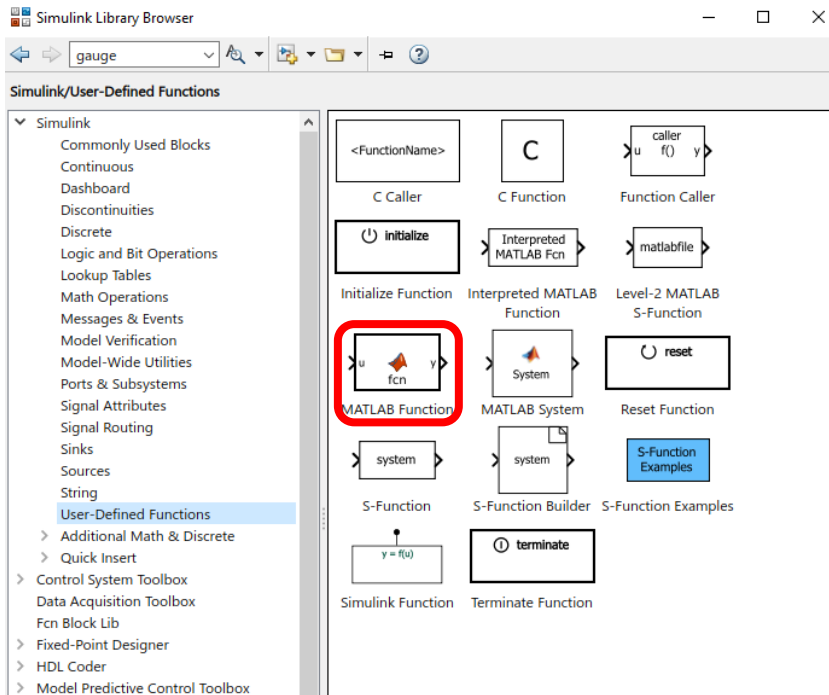 Simulink Library Browser
gauge
Simulink/User-Defined Functions
Simulink
Commonly Used Blocks
Continuous
Dashboard
Discontinuities
Discrete
Logic and Bit Operations
Lookup Tables
Math Operations
Messages & Events
Model Verification
Model-Wide Utilities
Ports & Subsystems
Signal Attributes
Signal Routing
Sinks
Sources
String
User-Defined Functions
Additional Math & Discrete
Quick Insert
Control System Toolbox
Data Acquisition Toolbox
Fcn Block Lib
Fixed-Point Designer
HDL Coder
Model Predictive Control Toolbox
<FunctionName>
C Caller
C
C Function
caller
u f() y
Function Caller
initialize
Initialize Function
Interpreted
MATLAB Fcn
Interpreted MATLAB
Function
matlabfile
Level-2 MATLAB
S-Function
u y
fcn
MATLAB Function
System
MATLAB System
reset
Reset Function
system
S-Function
system
S-Function Builder
S-Function
Examples
S-Function Examples
y = f(u)
Simulink Function
terminate
Terminate Function